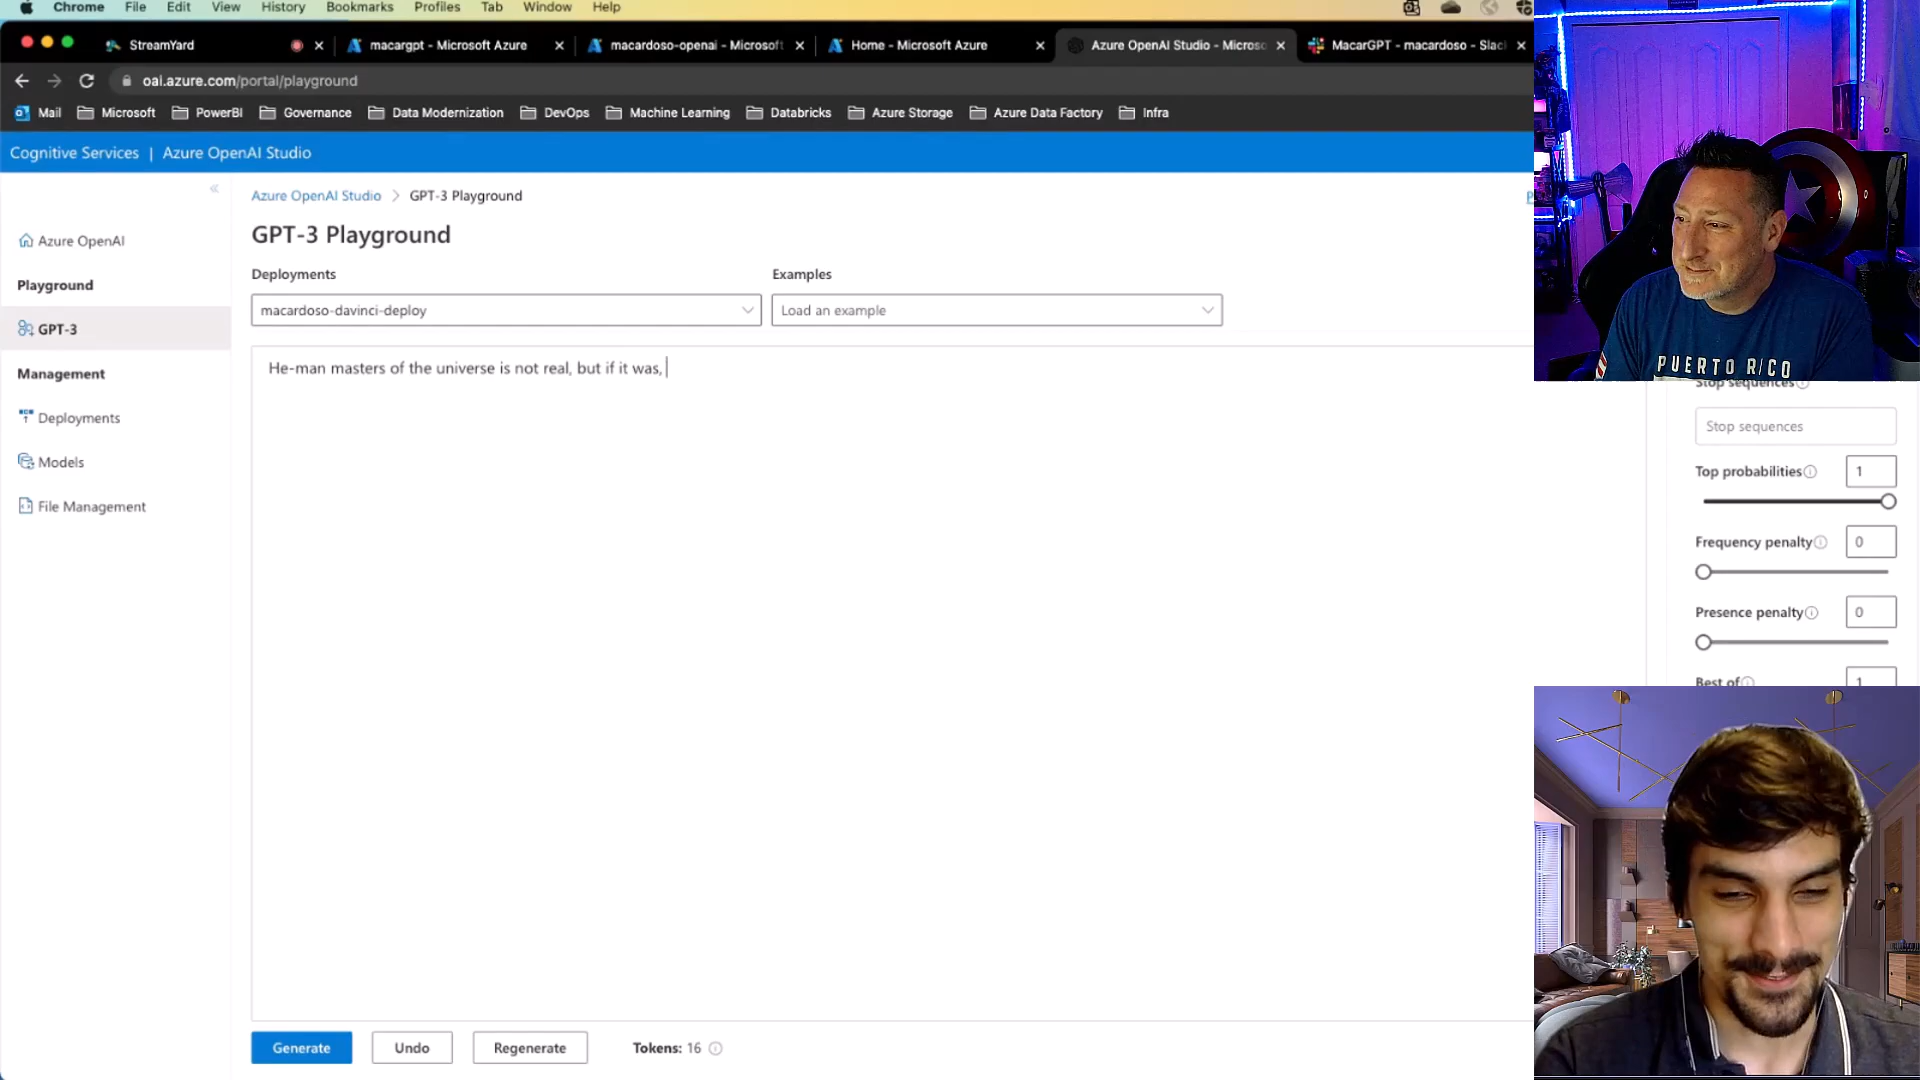 Chrome File Edit View History Bookmarks Profiles Tab Window Help
StreamYard
macargpt - Microsoft Azure
macardoso-openai - Microsoft
Home - Microsoft Azure
Azure OpenAI Studio - Microso
MacarGPT - macardoso - Slac
oai.azure.com/portal/playground
Mail Microsoft PowerBI Governance Data Modernization DevOps Machine Learning Databricks Azure Storage Azure Data Factory Infra
Cognitive Services | Azure OpenAI Studio
Azure OpenAI Studio > GPT-3 Playground
GPT-3 Playground
Azure OpenAI
Playground
GPT-3
Management
Deployments
Models
File Management
Deployments
macardoso-davinci-deploy
Examples
Load an example
He-man masters of the universe is not real, but if it was,
Generate
Undo
Regenerate
Tokens: 16
PUERTO RICO
Stop sequences
Stop sequences
Top probabilities
1
Frequency penalty
0
Presence penalty
0
Best of
1